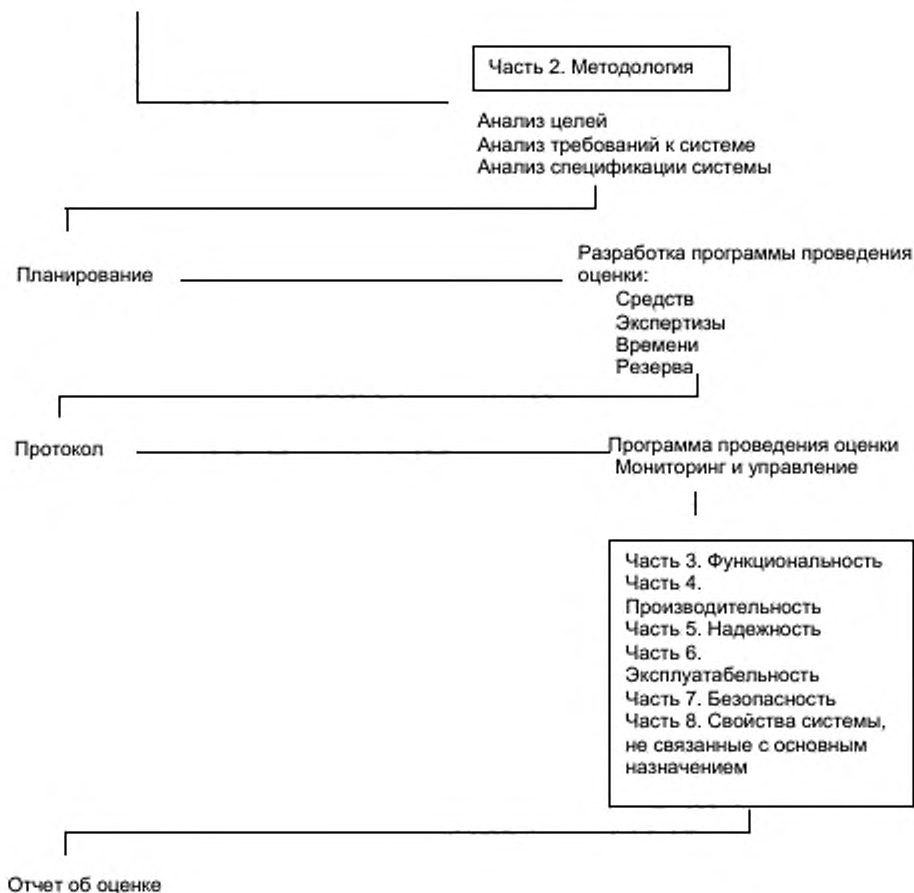 Часть 2. Методология
Анализ целей
Анализ требований к системе
Анализ спецификации системы
Планирование
Разработка программы проведения
оценки:
Средств
Экспертизы
Времени
Резерва
Протокол
Программа проведения оценки
Мониторинг и управление
Часть 3. Функциональность
Часть 4.
Производительность
Часть 5. Надежность
Часть 6.
Эксплуатабельность
Часть 7. Безопасность
Часть 8. Свойства системы,
не связанные с основным
назначением
Отчет об оценке